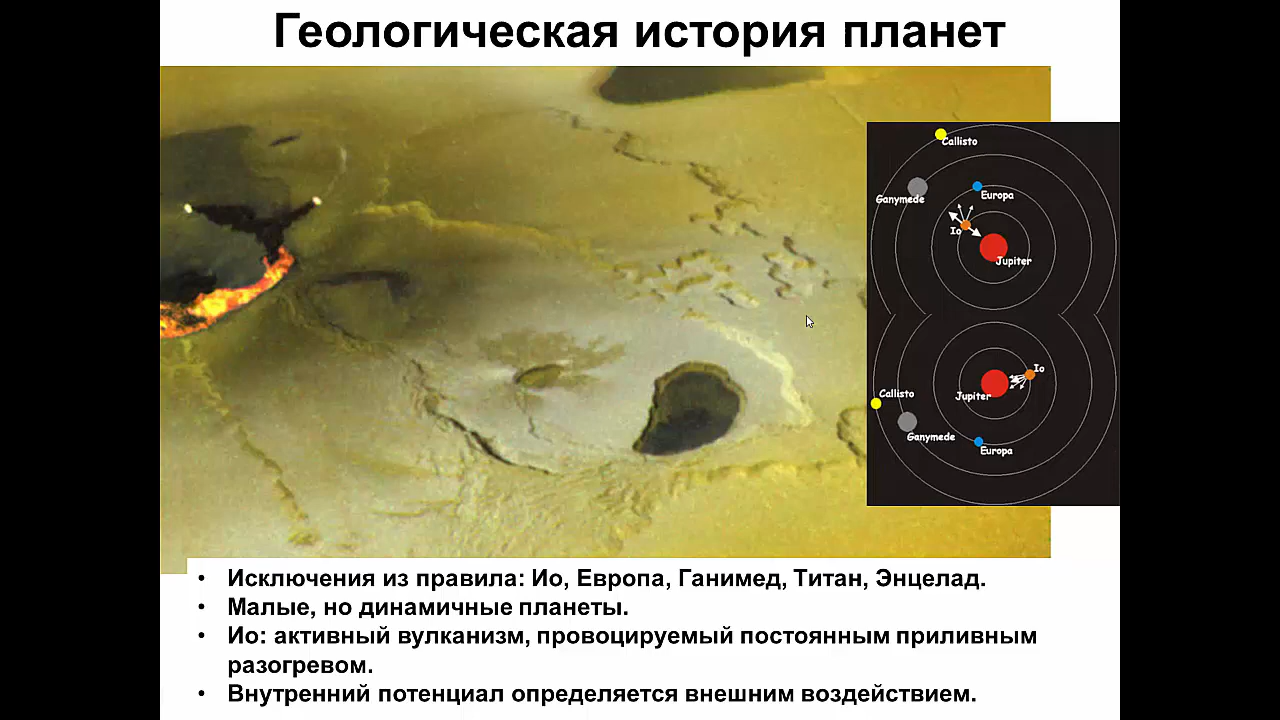 Геологическая история планет
Callisto
Ganymede
Europa
Io
Jupiter
Io
Callisto
Jupiter
Ganymede
Europa
• Исключения из правила: Ио, Европа, Ганимед, Титан, Энцелад.
• Малые, но динамичные планеты.
• Ио: активный вулканизм, провоцируемый постоянным приливным
разогревом.
• Внутренний потенциал определяется внешним воздействием.